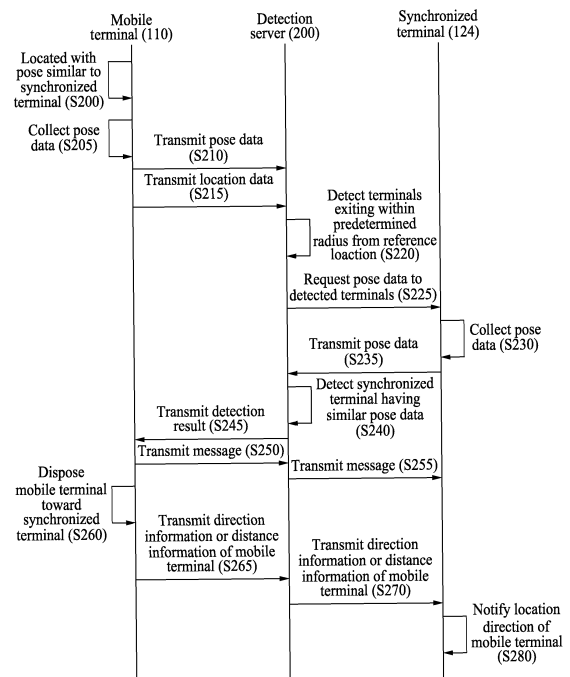 Mobile
terminal (110)
Detection
server (200)
Synchronized
terminal (124)
Located with
pose similar to
synchronized
terminal (S200)
Collect pose
data (S205)
Transmit pose data
(S210)
Transmit location data
(S215)
Detect terminals
exiting within
predetermined
radius from reference
loaction (S220)
Request pose data to
detected terminals (S225)
Collect pose
data (S230)
Transmit pose data
(S235)
Detect synchronized
terminal having
similar pose data
(S240)
Transmit detection
result (S245)
Transmit message (S250)
Transmit message (S255)
Dispose
mobile terminal
toward
synchronized
terminal (S260)
Transmit direction
information or distance
information of mobile
terminal (S265)
Transmit direction
information or distance
information of mobile
terminal (S270)
Notify location
direction of
mobile terminal
(S280)